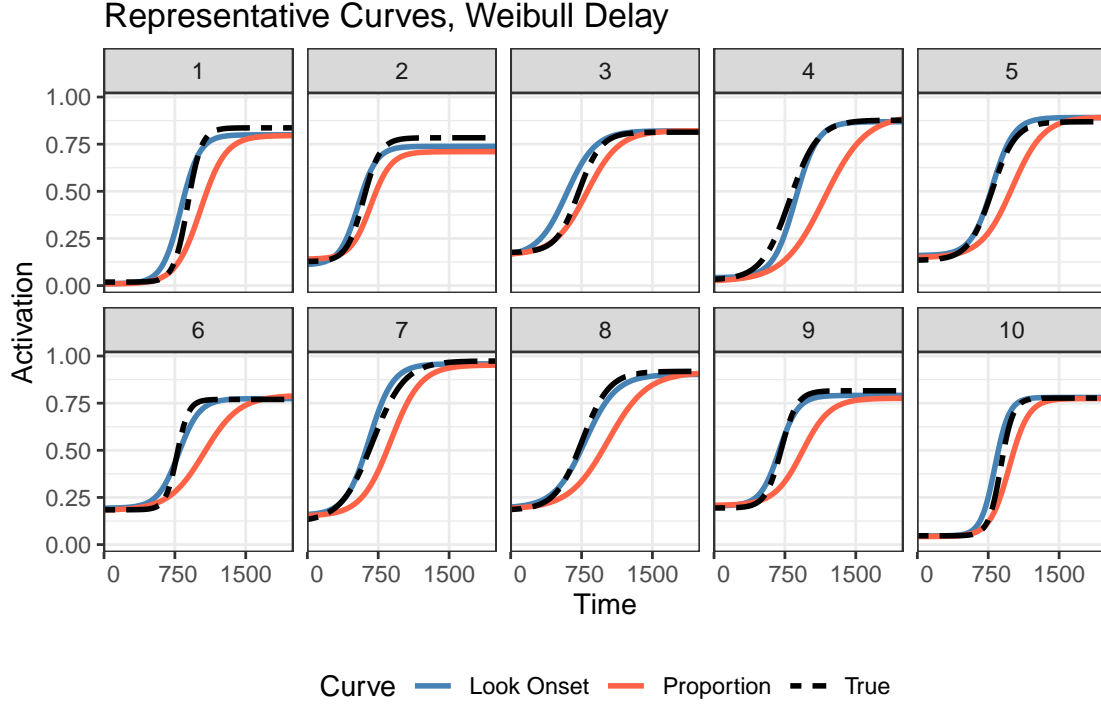 Representative Curves, Weibull Delay
1 2 3 4 5
1.00
0.75
0.50
0.25
0.00
Activation
6 7 8 9 10
1.00
0.75
0.50
0.25
0.00
0 750 1500 0 750 1500 0 750 1500 0 750 1500 0 750 1500
Time
Curve Look Onset Proportion True